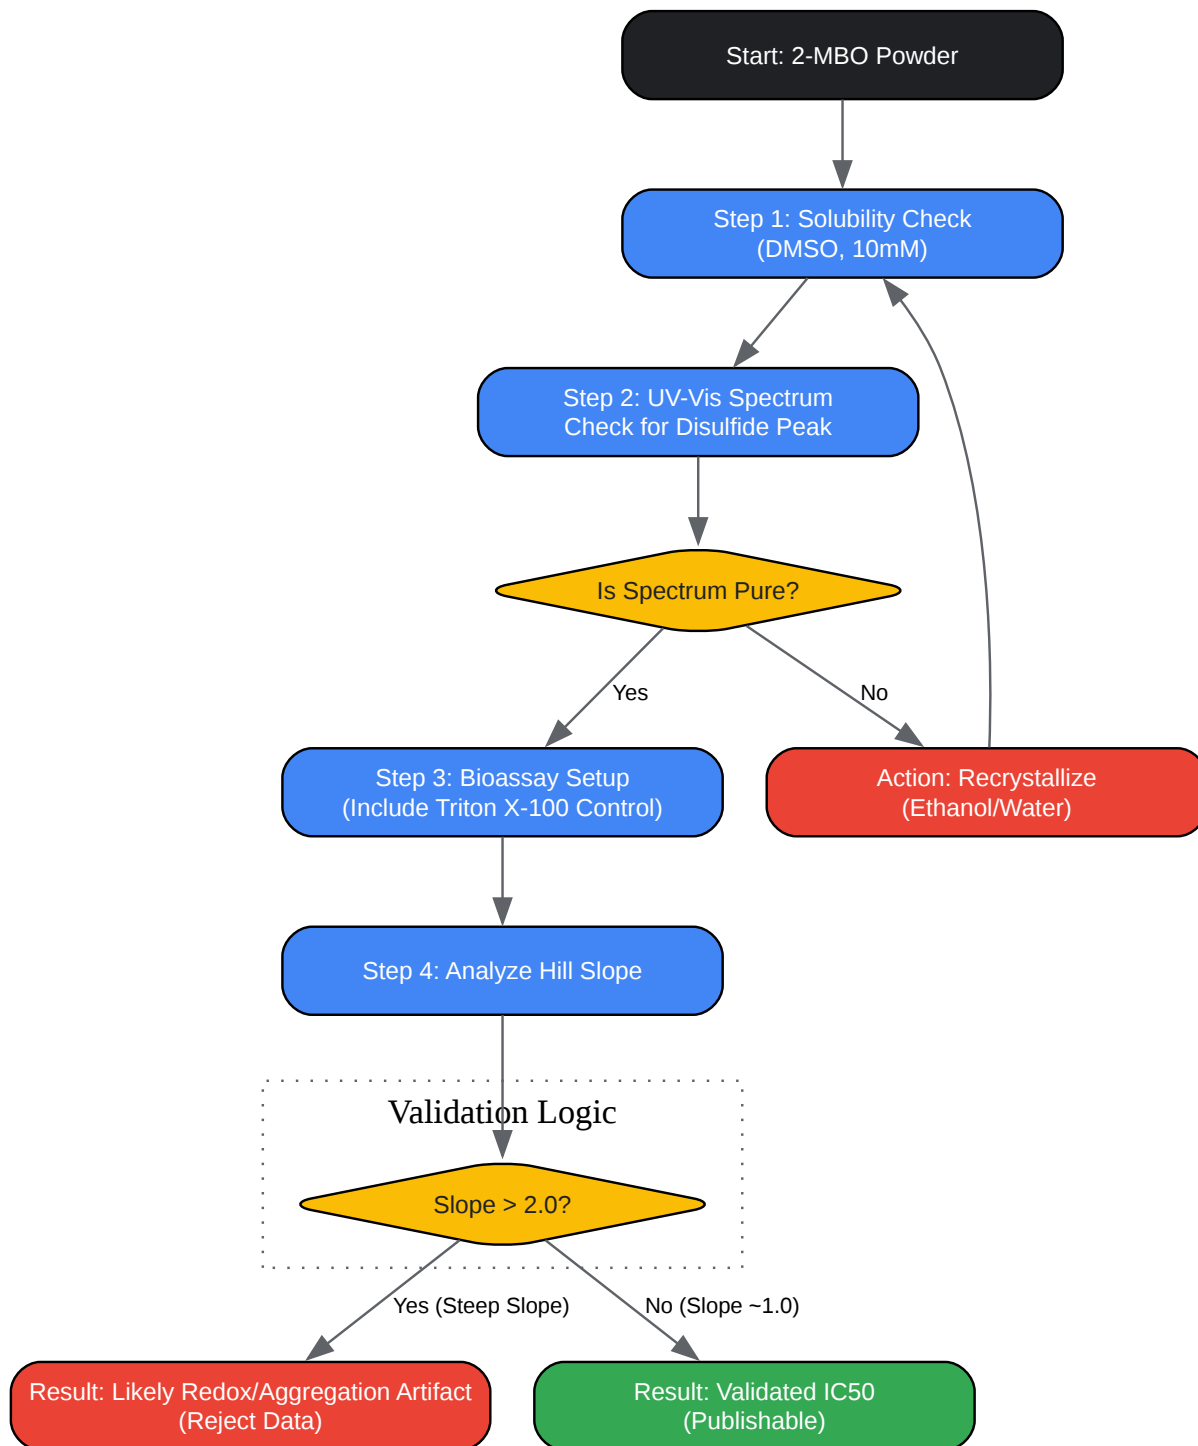 Start: 2-MBO Powder
Step 1: Solubility Check
(DMSO, 10mM)
Step 2: UV-Vis Spectrum
Check for Disulfide Peak
Is Spectrum Pure?
Yes
No
Step 3: Bioassay Setup
(Include Triton X-100 Control)
Action: Recrystallize
(Ethanol/Water)
Step 4: Analyze Hill Slope
Validation Logic
Slope > 2.0?
Yes (Steep Slope)
No (Slope ~1.0)
Result: Likely Redox/Aggregation Artifact
(Reject Data)
Result: Validated IC50
(Publishable)